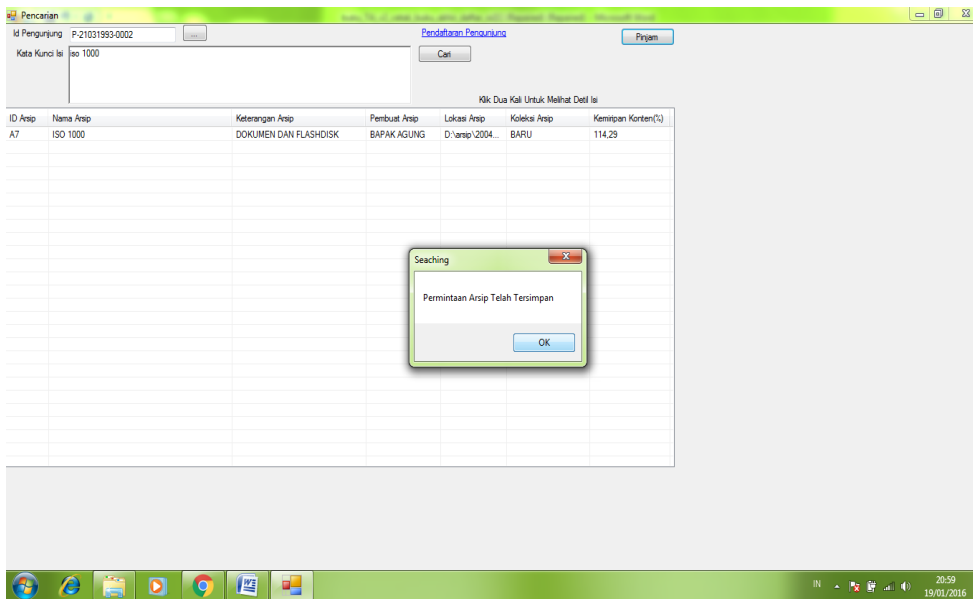 Pencarian
Id Pengunjung P-21031993-0002 ... Pendaftaran Pengunjung Pinjam
Kata Kunci Isi iso 1000 Cari
Klik Dua Kali Untuk Melihat Detil Isi
ID Arsip Nama Arsip Keterangan Arsip Pembuat Arsip Lokasi Arsip Koleksi Arsip Kemiripan Konten(%)
A7 ISO 1000 DOKUMEN DAN FLASHDISK BAPAK AGUNG D:\arsip\2004... BARU 114,29
Seaching
Permintaan Arsip Telah Tersimpan
OK
IN 20:59
19/01/2016